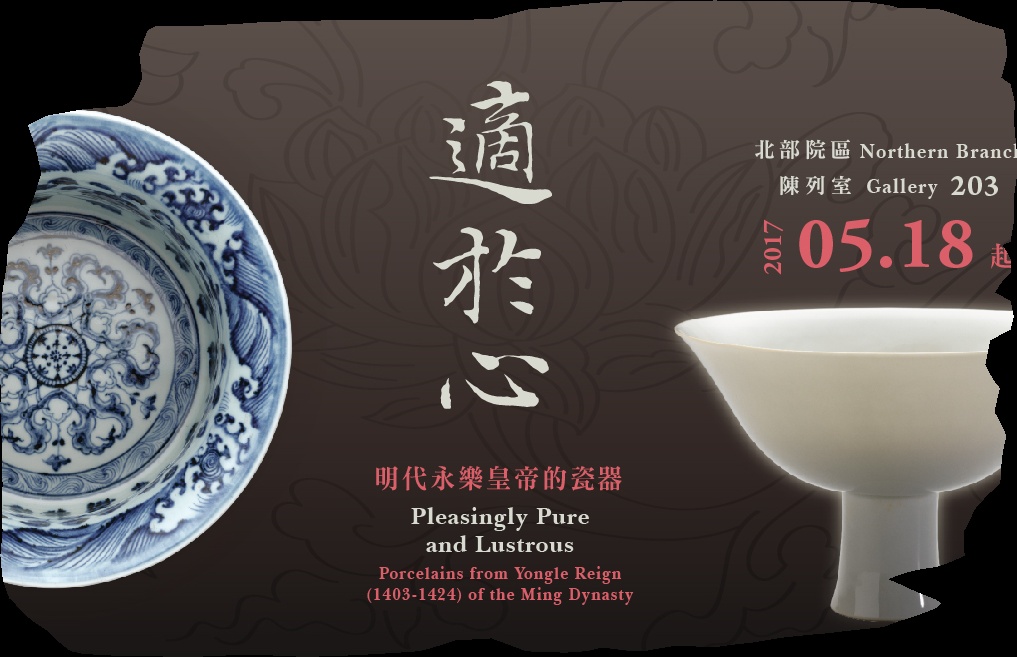 適於心
明代永樂皇帝的瓷器
Pleasingly Pure
and Lustrous
Porcelains from Yongle Reign
(1403-1424) of the Ming Dynasty
北部院區 Northern Branch
陳列室 Gallery 203
2017 05.18 起